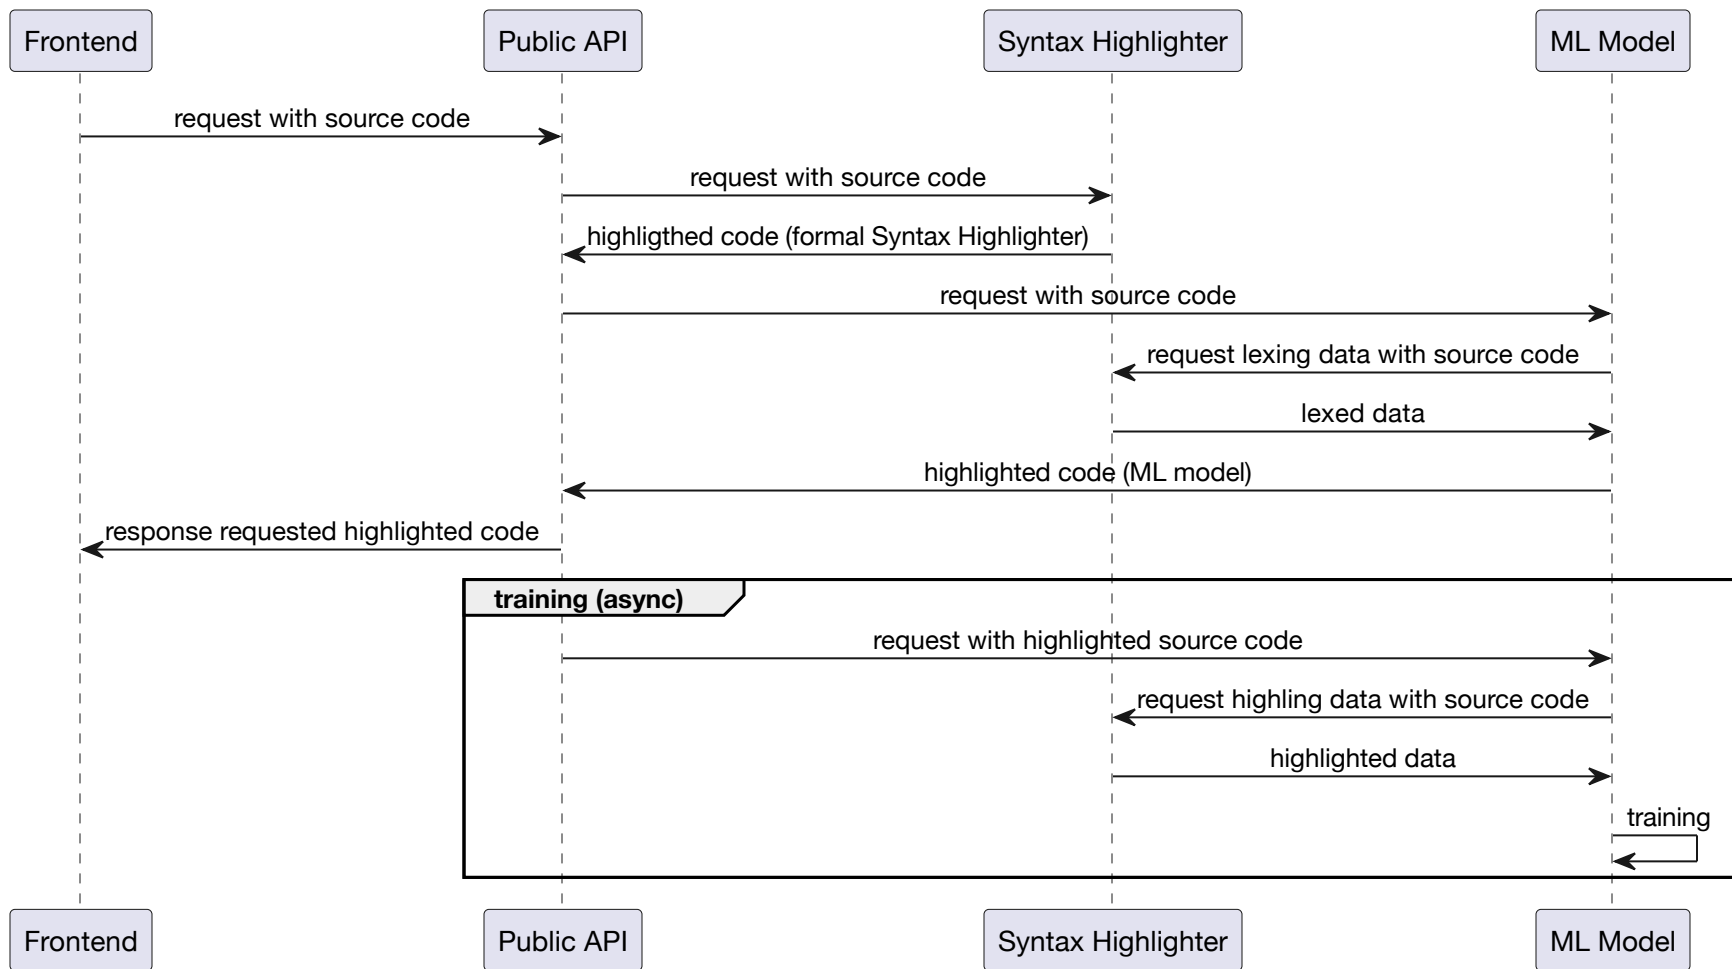 Frontend
Public API
Syntax Highlighter
ML Model
request with source code
request with source code
highligthed code (formal Syntax Highlighter)
request with source code
request lexing data with source code
lexed data
highlighted code (ML model)
response requested highlighted code
training (async)
request with highlighted source code
request highling data with source code
highlighted data
training
Frontend
Public API
Syntax Highlighter
ML Model